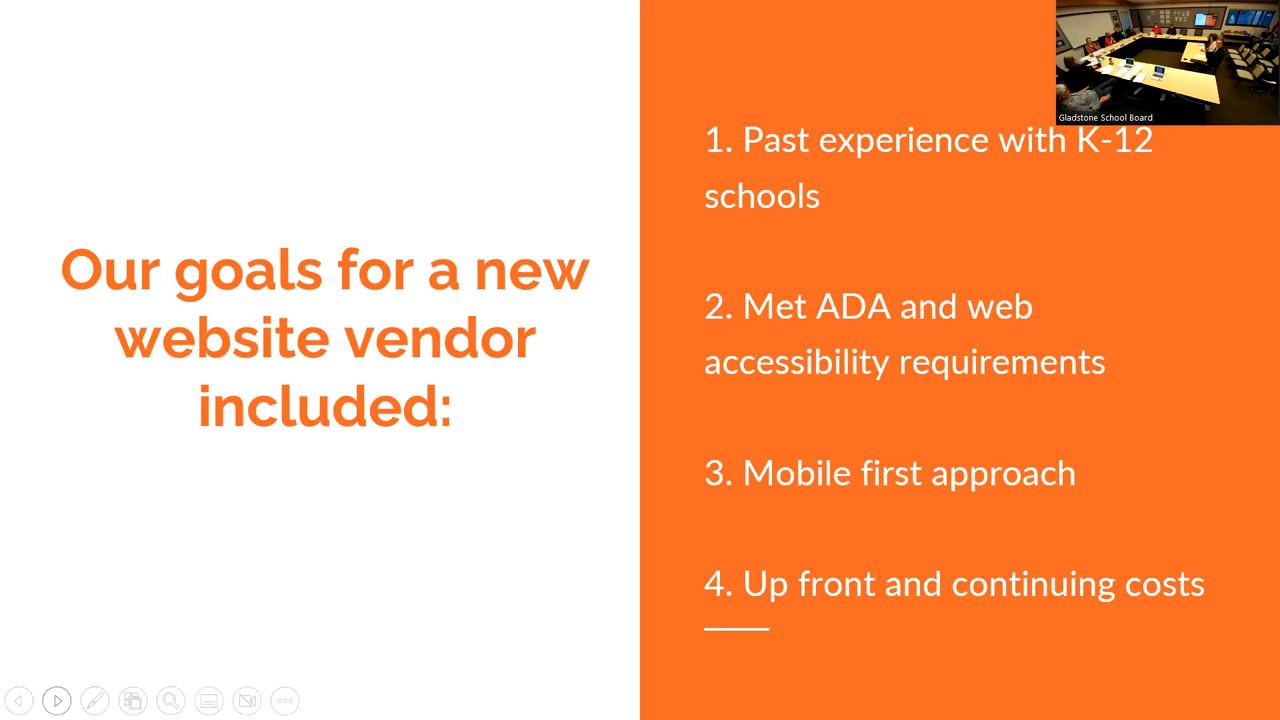 Gladstone School Board
Our goals for a new
website vendor
included:
1. Past experience with K-12
schools
2. Met ADA and web
accessibility requirements
3. Mobile first approach
4. Up front and continuing costs